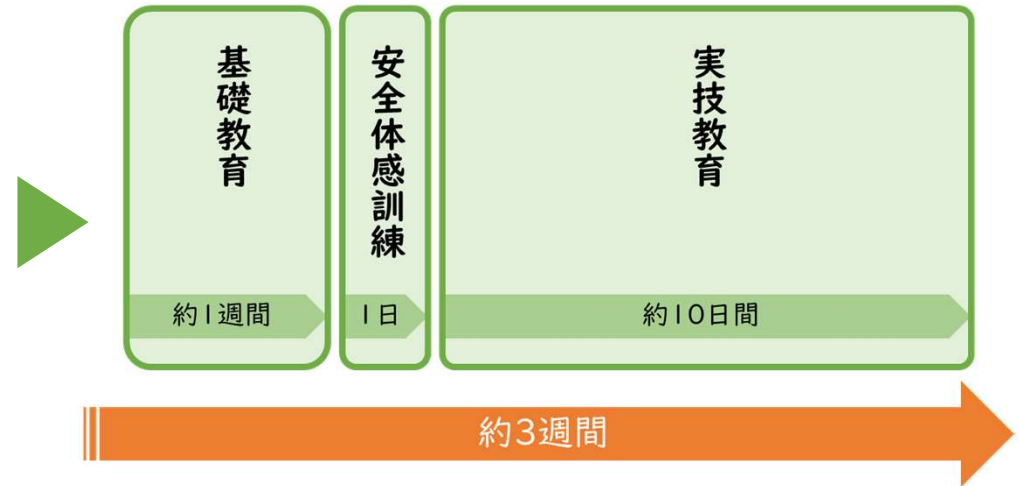 基礎教育
約1週間
安全体感訓練
1日
実技教育
約10日間
約3週間